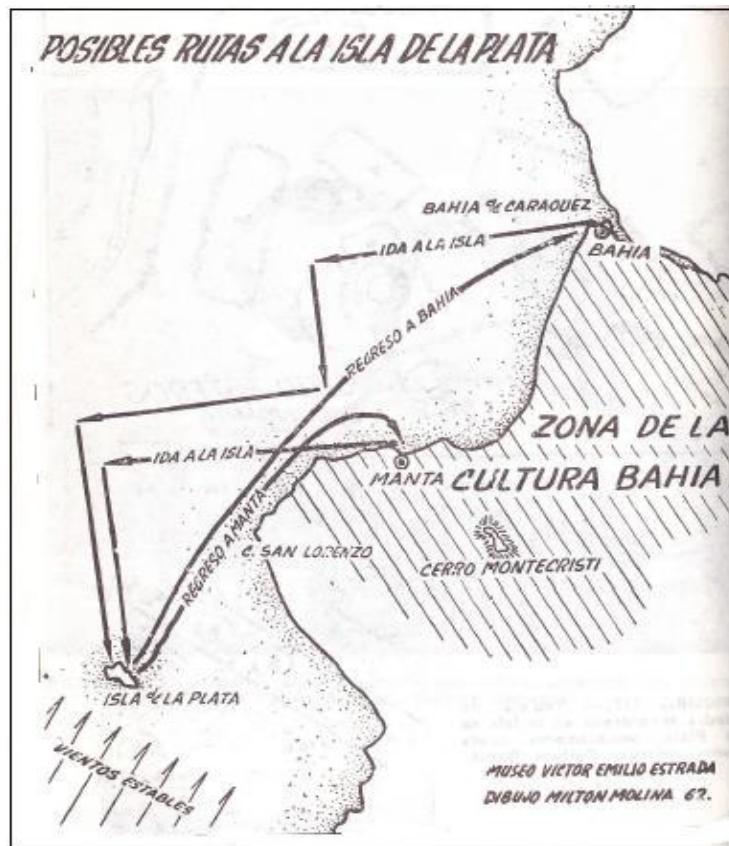 POSIBLES RUTAS A LA ISLA DE LA PLATA
BAHIA de CARAQUEZ
IDA A LA ISLA
BAHIA
REGRESO A BAHIA
ZONA DE LA
IDA A LA ISLA
MANTA
CULTURA BAHIA
REGRESO A MANTA
C. SAN LORENZO
CERRO MONTECRISTI
ISLA de LA PLATA
VIENTOS ESTABLES
MUSEO VICTOR EMILIO ESTRADA
DIBUJO MILTON MOLINA 62.